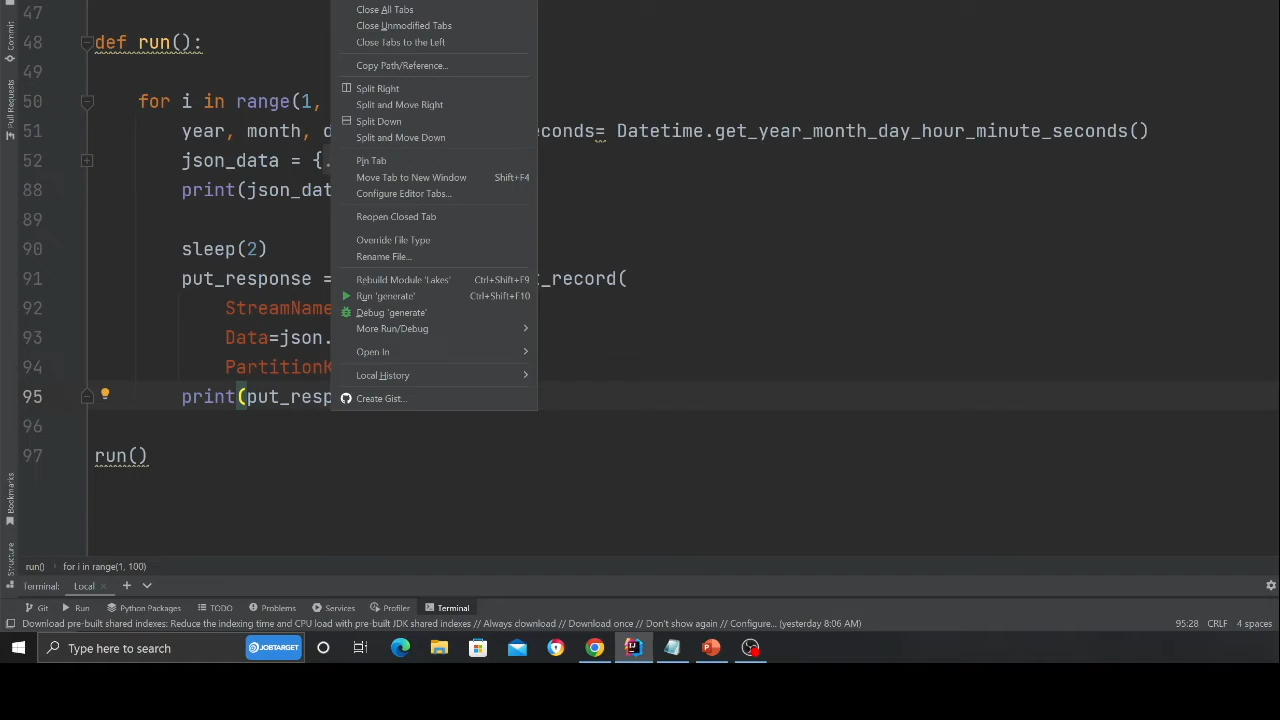 47
Close All Tabs
Close Unmodified Tabs
Close Tabs to the Left
Copy Path/Reference...
Split Right
Split and Move Right
Split Down
Split and Move Down
Pin Tab
Move Tab to New Window Shift+F4
Configure Editor Tabs...
Reopen Closed Tab
Override File Type
Rename File...
Rebuild Module 'Lakes' Ctrl+Shift+F9
Run 'generate' Ctrl+Shift+F10
Debug 'generate'
More Run/Debug
Open In
Local History
Create Gist...
48 def run():
49
50 for i in range(1,
51 year, month, d econds= Datetime.get_year_month_day_hour_minute_seconds()
52 json_data = {.
88 print(json_dat
89
90 sleep(2)
91 put_response = t_record(
92 StreamName
93 Data=json.
94 PartitionK
95 print(put_resp
96
97 run()
Commit
Pull Requests
Bookmarks
Structure
run() for i in range(1, 100)
Terminal: Local
Git Run Python Packages TODO Problems Services Profiler Terminal
Download pre-built shared indexes: Reduce the indexing time and CPU load with pre-built JDK shared indexes // Always download // Download once // Don't show again // Configure... (yesterday 8:06 AM) 95:28 CRLF 4 spaces
Type here to search JOBTARGET